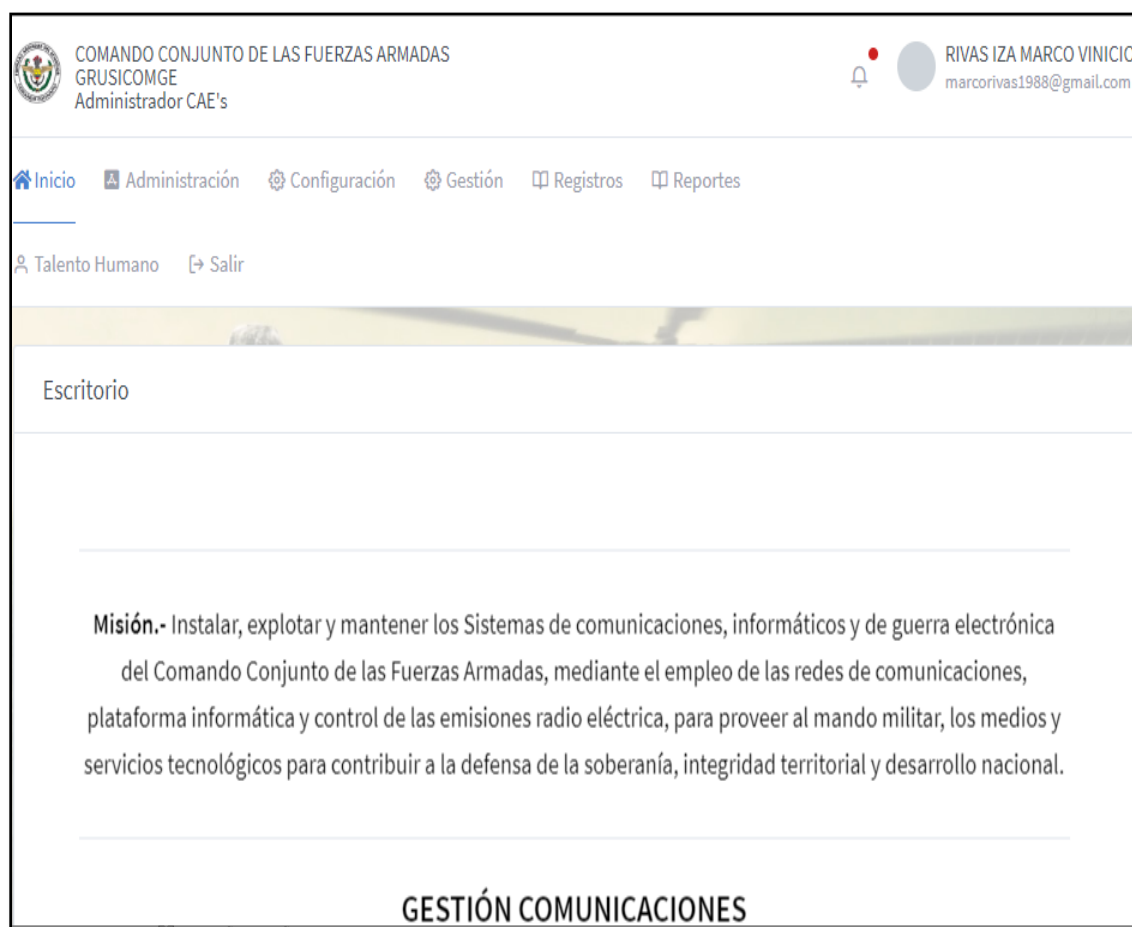 COMANDO CONJUNTO DE LAS FUERZAS ARMADAS
GRUSICOMGE
Administrador CAE's
RIVAS IZA MARCO VINICIO
marcorivas1988@gmail.com
Inicio Administración Configuración Gestión Registros Reportes
Talento Humano Salir
Escritorio
Misión.- Instalar, explotar y mantener los Sistemas de comunicaciones, informáticos y de guerra electrónica
del Comando Conjunto de las Fuerzas Armadas, mediante el empleo de las redes de comunicaciones,
plataforma informática y control de las emisiones radio eléctrica, para proveer al mando militar, los medios y
servicios tecnológicos para contribuir a la defensa de la soberanía, integridad territorial y desarrollo nacional.
GESTIÓN COMUNICACIONES